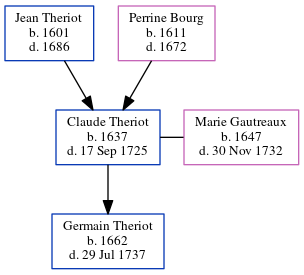 Jean Theriot
b. 1601
d. 1686
Perrine Bourg
b. 1611
d. 1672
Claude Theriot
b. 1637
d. 17 Sep 1725
Marie Gautreaux
b. 1647
d. 30 Nov 1732
Germain Theriot
b. 1662
d. 29 Jul 1737